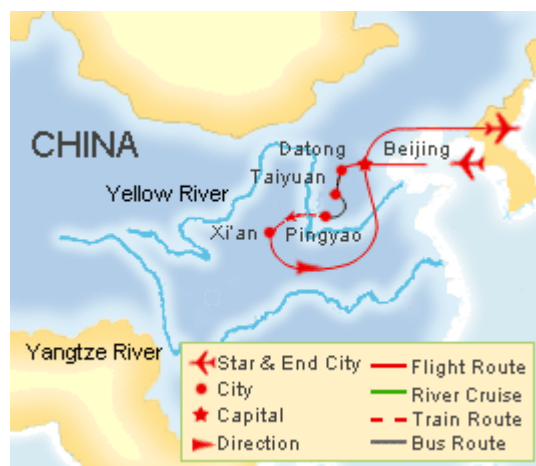 CHINA
Datong
Beijing
Taiyuan
Yellow River
Xi'an
Pingyao
Yangtze River
Star & End City
City
Capital
Direction
Flight Route
River Cruise
Train Route
Bus Route